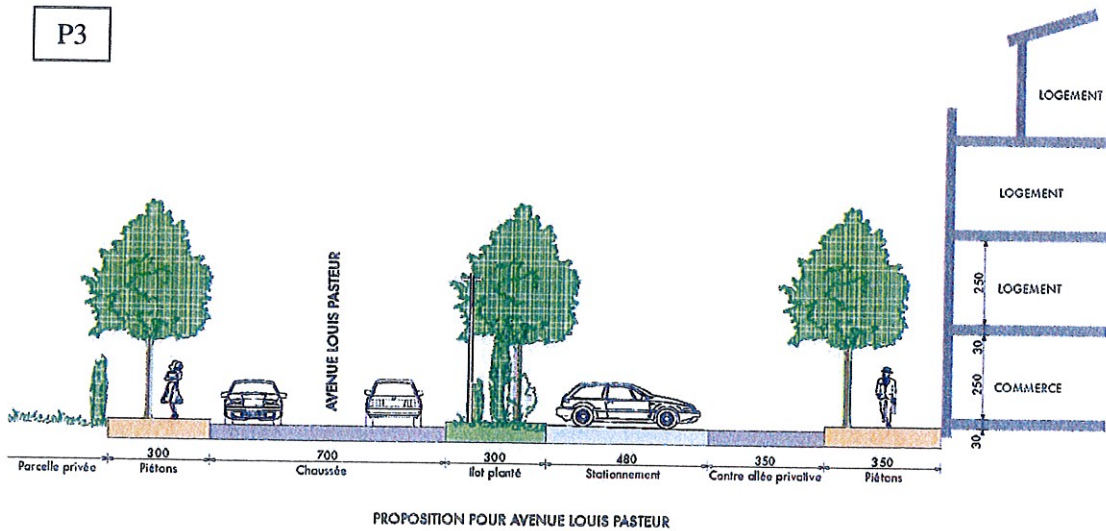 P3
LOGEMENT
LOGEMENT
AVENUE LOUIS PASTEUR
250
LOGEMENT
30
250
COMMERCE
30
300 700 300 480 350 350
Parcelle privée Piétons Chaussée Ilot planté Stationnement Contre allée privative Piétons
PROPOSITION POUR AVENUE LOUIS PASTEUR